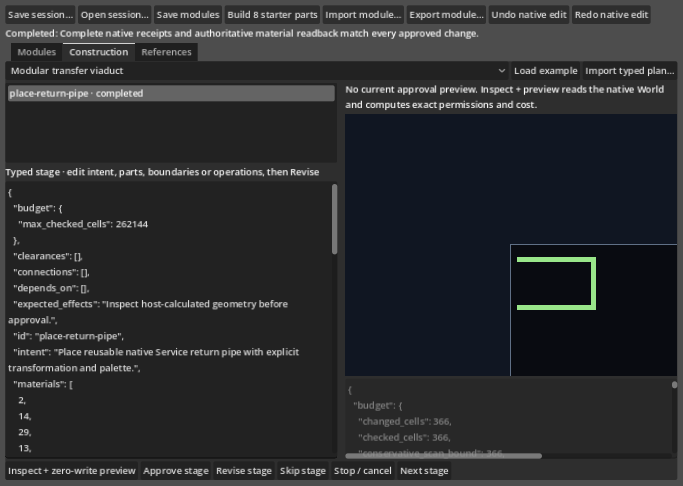 Save session... Open session... Save modules Build 8 starter parts Import module... Export module... Undo native edit Redo native edit
Completed: Complete native receipts and authoritative material readback match every approved change.
Modules Construction References
Modular transfer viaduct Load example Import typed plan...
place-return-pipe · completed
No current approval preview. Inspect + preview reads the native World
and computes exact permissions and cost.
Typed stage · edit intent, parts, boundaries or operations, then Revise
{
"budget": {
"max_checked_cells": 262144
},
"clearances": [],
"connections": [],
"depends_on": [],
"expected_effects": "Inspect host-calculated geometry before
approval.",
"id": "place-return-pipe",
"intent": "Place reusable native Service return pipe with explicit
transformation and palette.",
"materials": [
2,
14,
29,
13,
{
"budget": {
"changed_cells": 366,
"checked_cells": 366,
"conservative_scan_bound": 366,
Inspect + zero-write preview Approve stage Revise stage Skip stage Stop / cancel Next stage